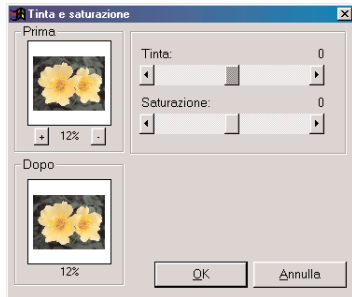 Tinta e saturazione
Prima
+ 12% -
Tinta: 0
Saturazione: 0
Dopo
12%
OK
Annulla